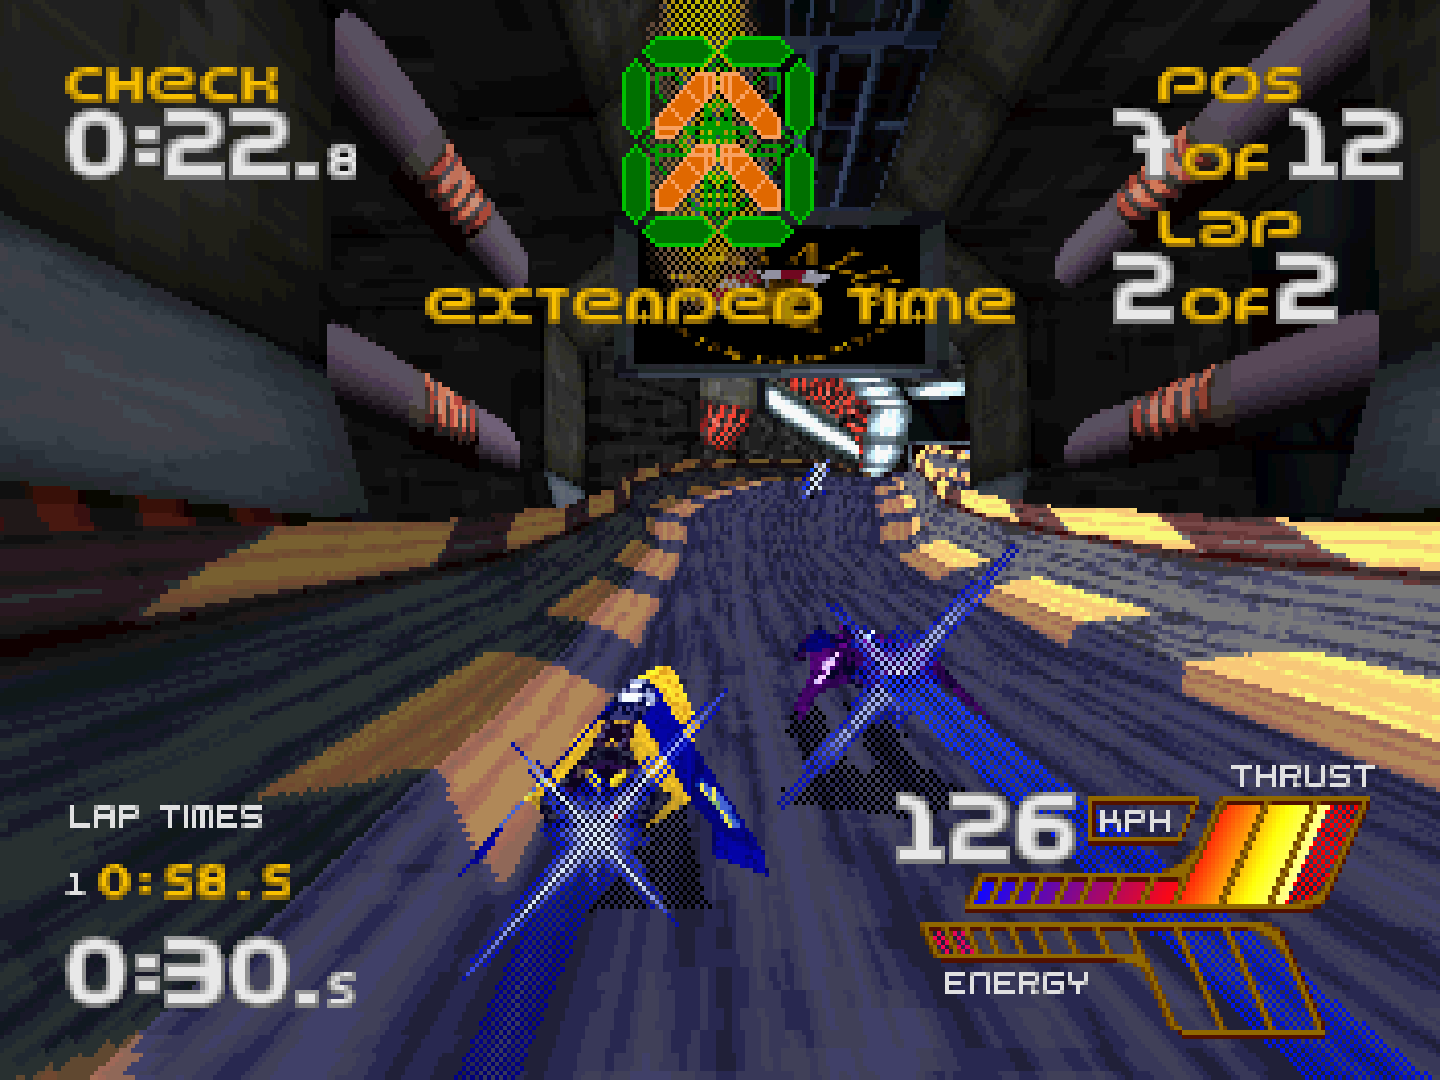 CHECK
0:22.8
POS
7 OF 12
LAP
2 OF 2
EXTENDED TIME
LAP TIMES
1 0:58.5
0:30.5
126 KPH
THRUST
ENERGY